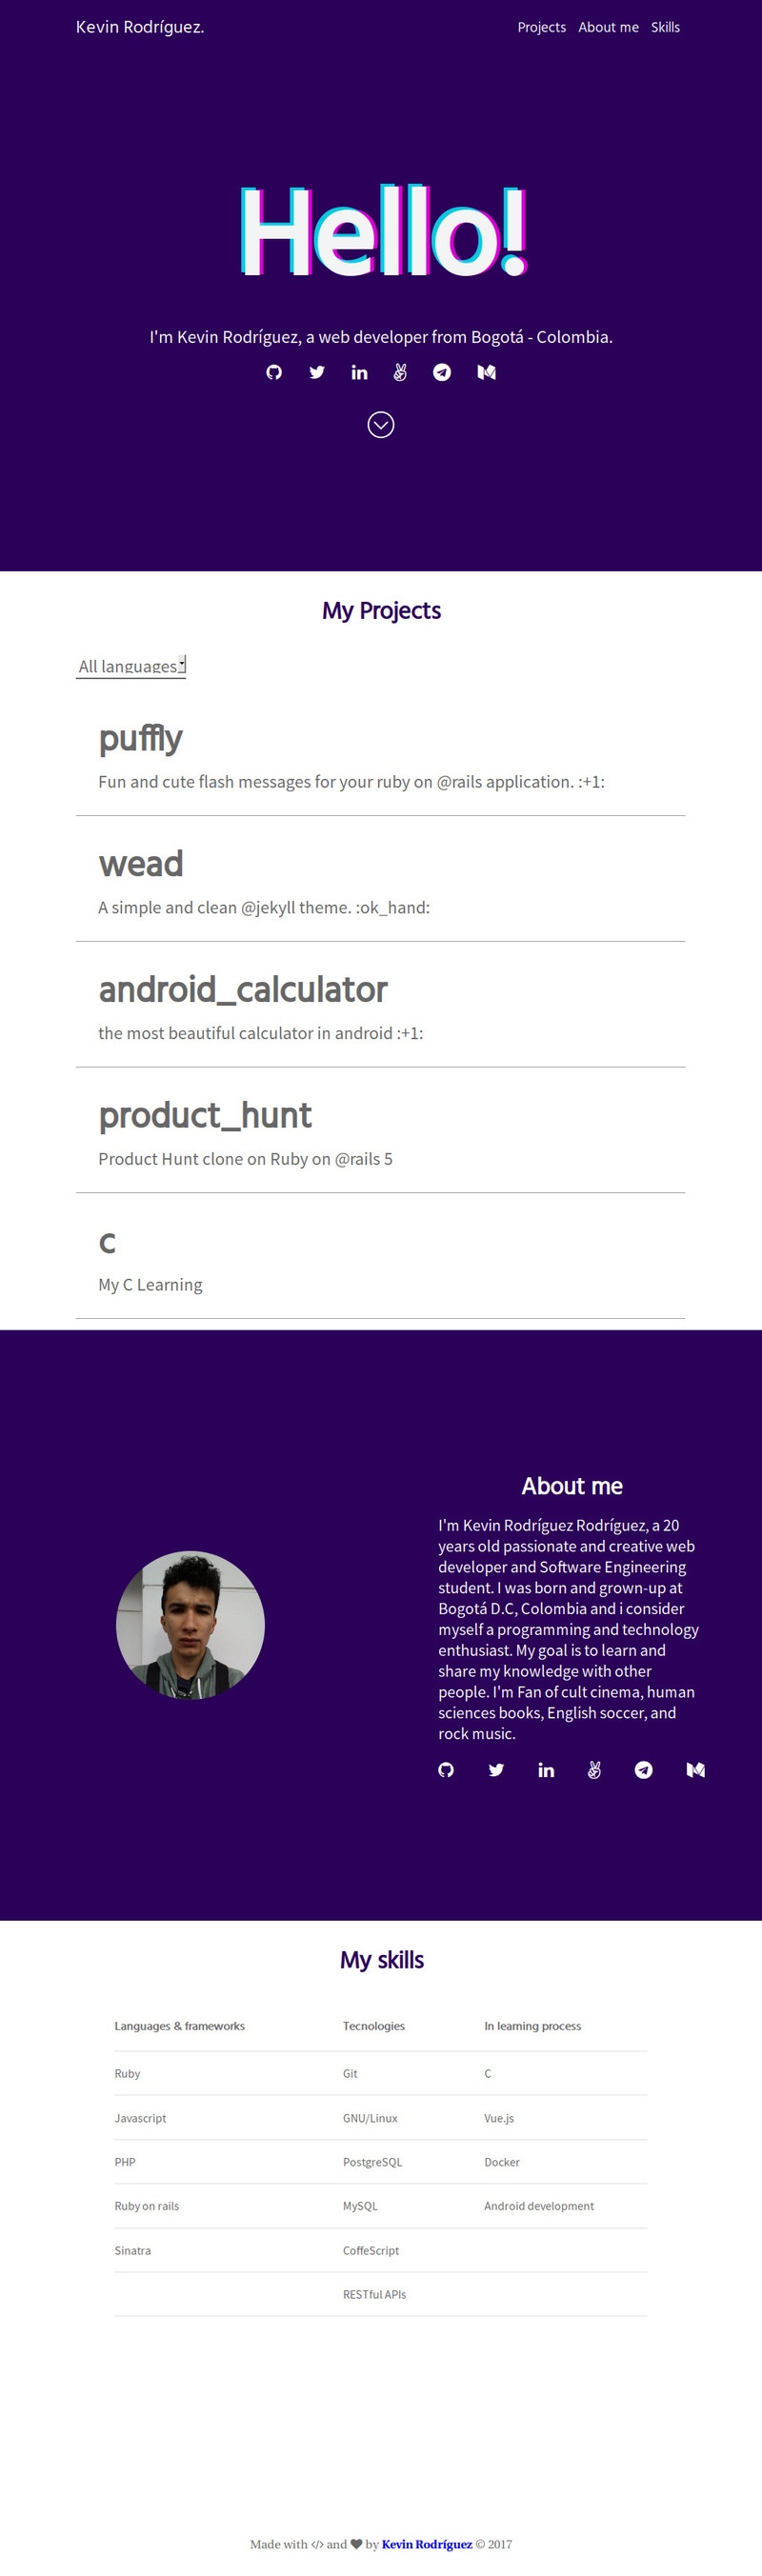 Kevin Rodríguez.
Projects About me Skills
Hello!
I'm Kevin Rodríguez, a web developer from Bogotá - Colombia.
My Projects
All languages
puffly
Fun and cute flash messages for your ruby on @rails application. :+1:
wead
A simple and clean @jekyll theme. :ok_hand:
android_calculator
the most beautiful calculator in android :+1:
product_hunt
Product Hunt clone on Ruby on @rails 5
c
My C Learning
About me
I'm Kevin Rodríguez Rodríguez, a 20
years old passionate and creative web
developer and Software Engineering
student. I was born and grown-up at
Bogotá D.C, Colombia and i consider
myself a programming and technology
enthusiast. My goal is to learn and
share my knowledge with other
people. I'm Fan of cult cinema, human
sciences books, English soccer, and
rock music.
My skills
Languages & frameworks Tecnologies In learning process
Ruby Git C
Javascript GNU/Linux Vue.js
PHP PostgreSQL Docker
Ruby on rails MySQL Android development
Sinatra CoffeScript
RESTful APIs
Made with </> and ♥ by Kevin Rodríguez © 2017